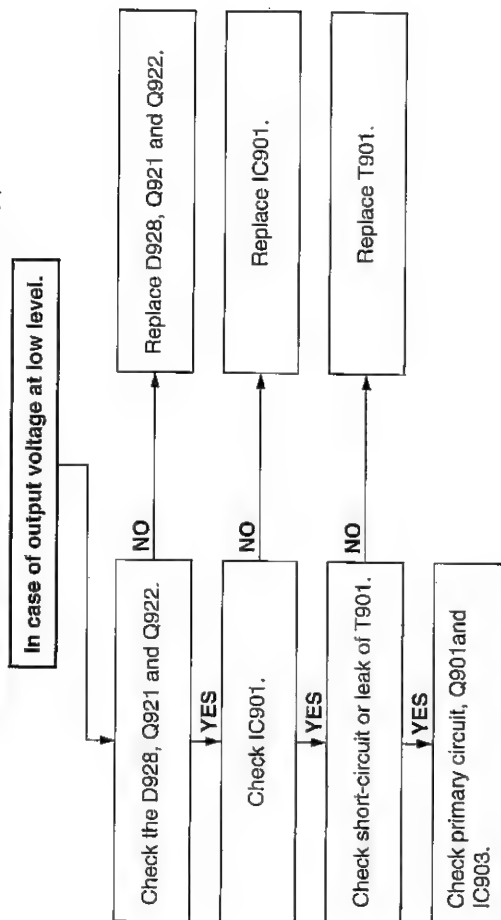 In case of output voltage at low level.
Check the D928, Q921 and Q922.
NO
Replace D928, Q921 and Q922.
YES
Check IC901.
NO
Replace IC901.
YES
Check short-circuit or leak of T901.
NO
Replace T901.
YES
Check primary circuit, Q901and
IC903.